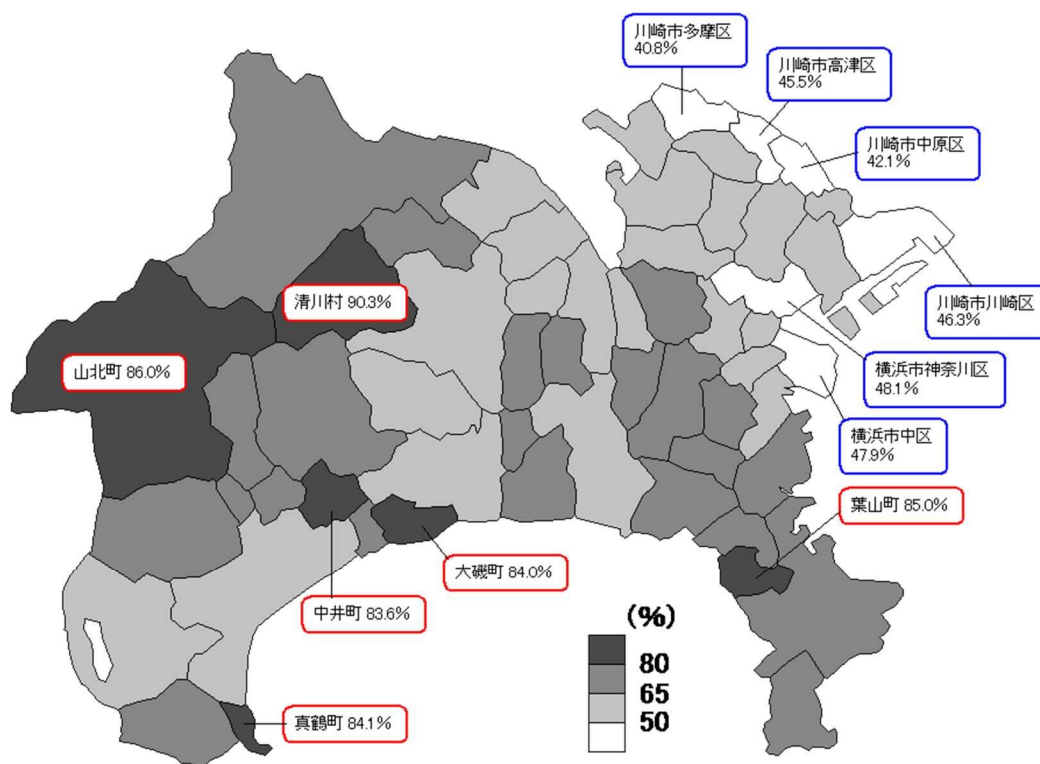 川崎市多摩区
40.8%
川崎市高津区
45.5%
川崎市中原区
42.1%
清川村 90.3%
川崎市川崎区
46.3%
山北町 86.0%
横浜市神奈川区
48.1%
横浜市中区
47.9%
葉山町 85.0%
大磯町 84.0%
中井町 83.6%
(%)
80
65
50
真鶴町 84.1%